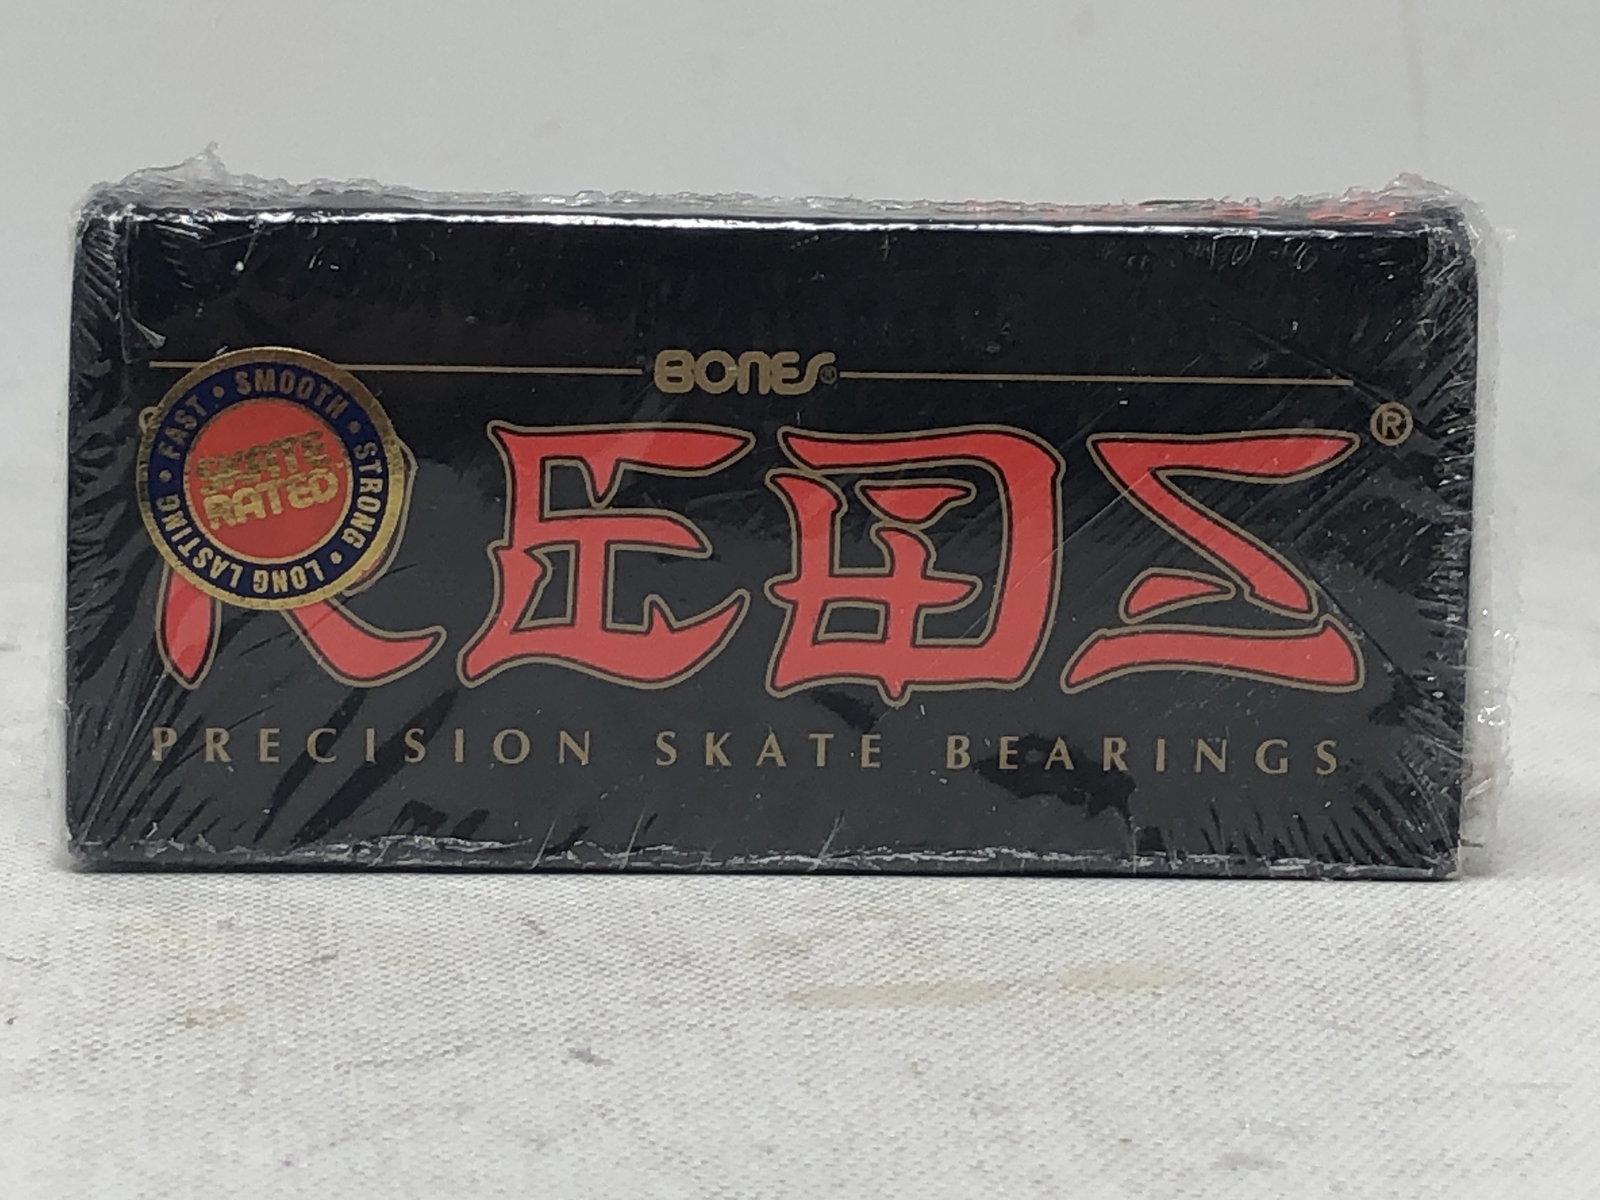 BONES®
REDS®
SMOOTH • STRONG • LONG LASTING • FAST •
SKATE
RATED
PRECISION SKATE BEARINGS